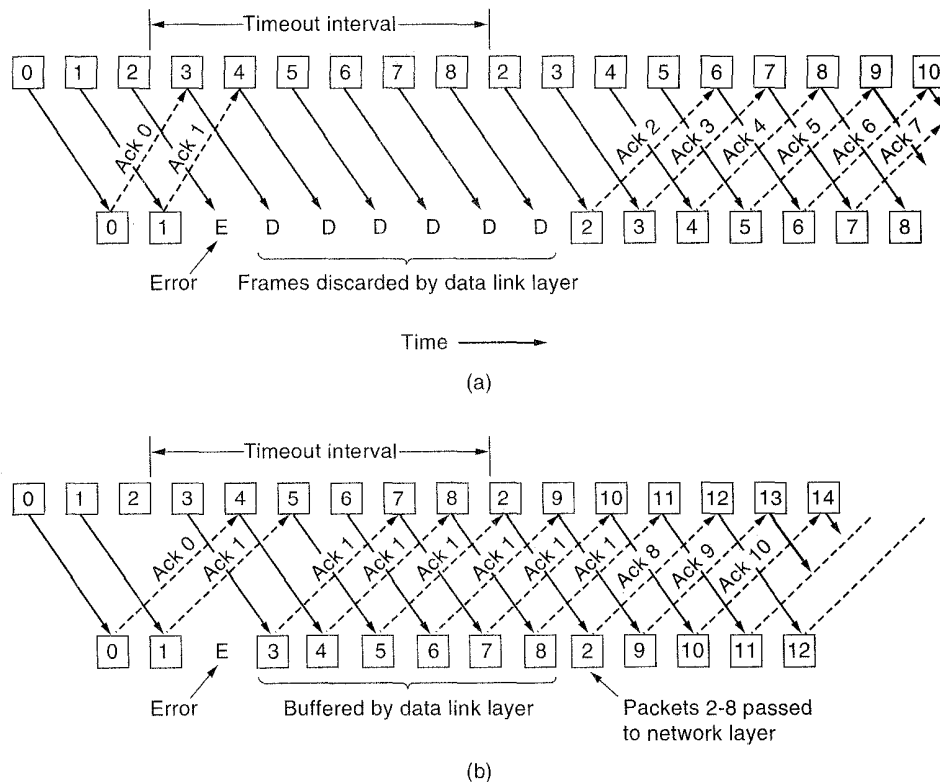 Timeout interval
0 1 2 3 4 5 6 7 8 2 3 4 5 6 7 8 9 10
Ack 0 Ack 1 Ack 2 Ack 3 Ack 4 Ack 5 Ack 6 Ack 7
0 1 E D D D D D D 2 3 4 5 6 7 8
Error Frames discarded by data link layer
Time
(a)
Timeout interval
0 1 2 3 4 5 6 7 8 2 9 10 11 12 13 14
Ack 0 Ack 1 Ack 1 Ack 1 Ack 1 Ack 1 Ack 1 Ack 1 Ack 8 Ack 9 Ack 10
0 1 E 3 4 5 6 7 8 2 9 10 11 12
Error Buffered by data link layer Packets 2-8 passed
to network layer
(b)